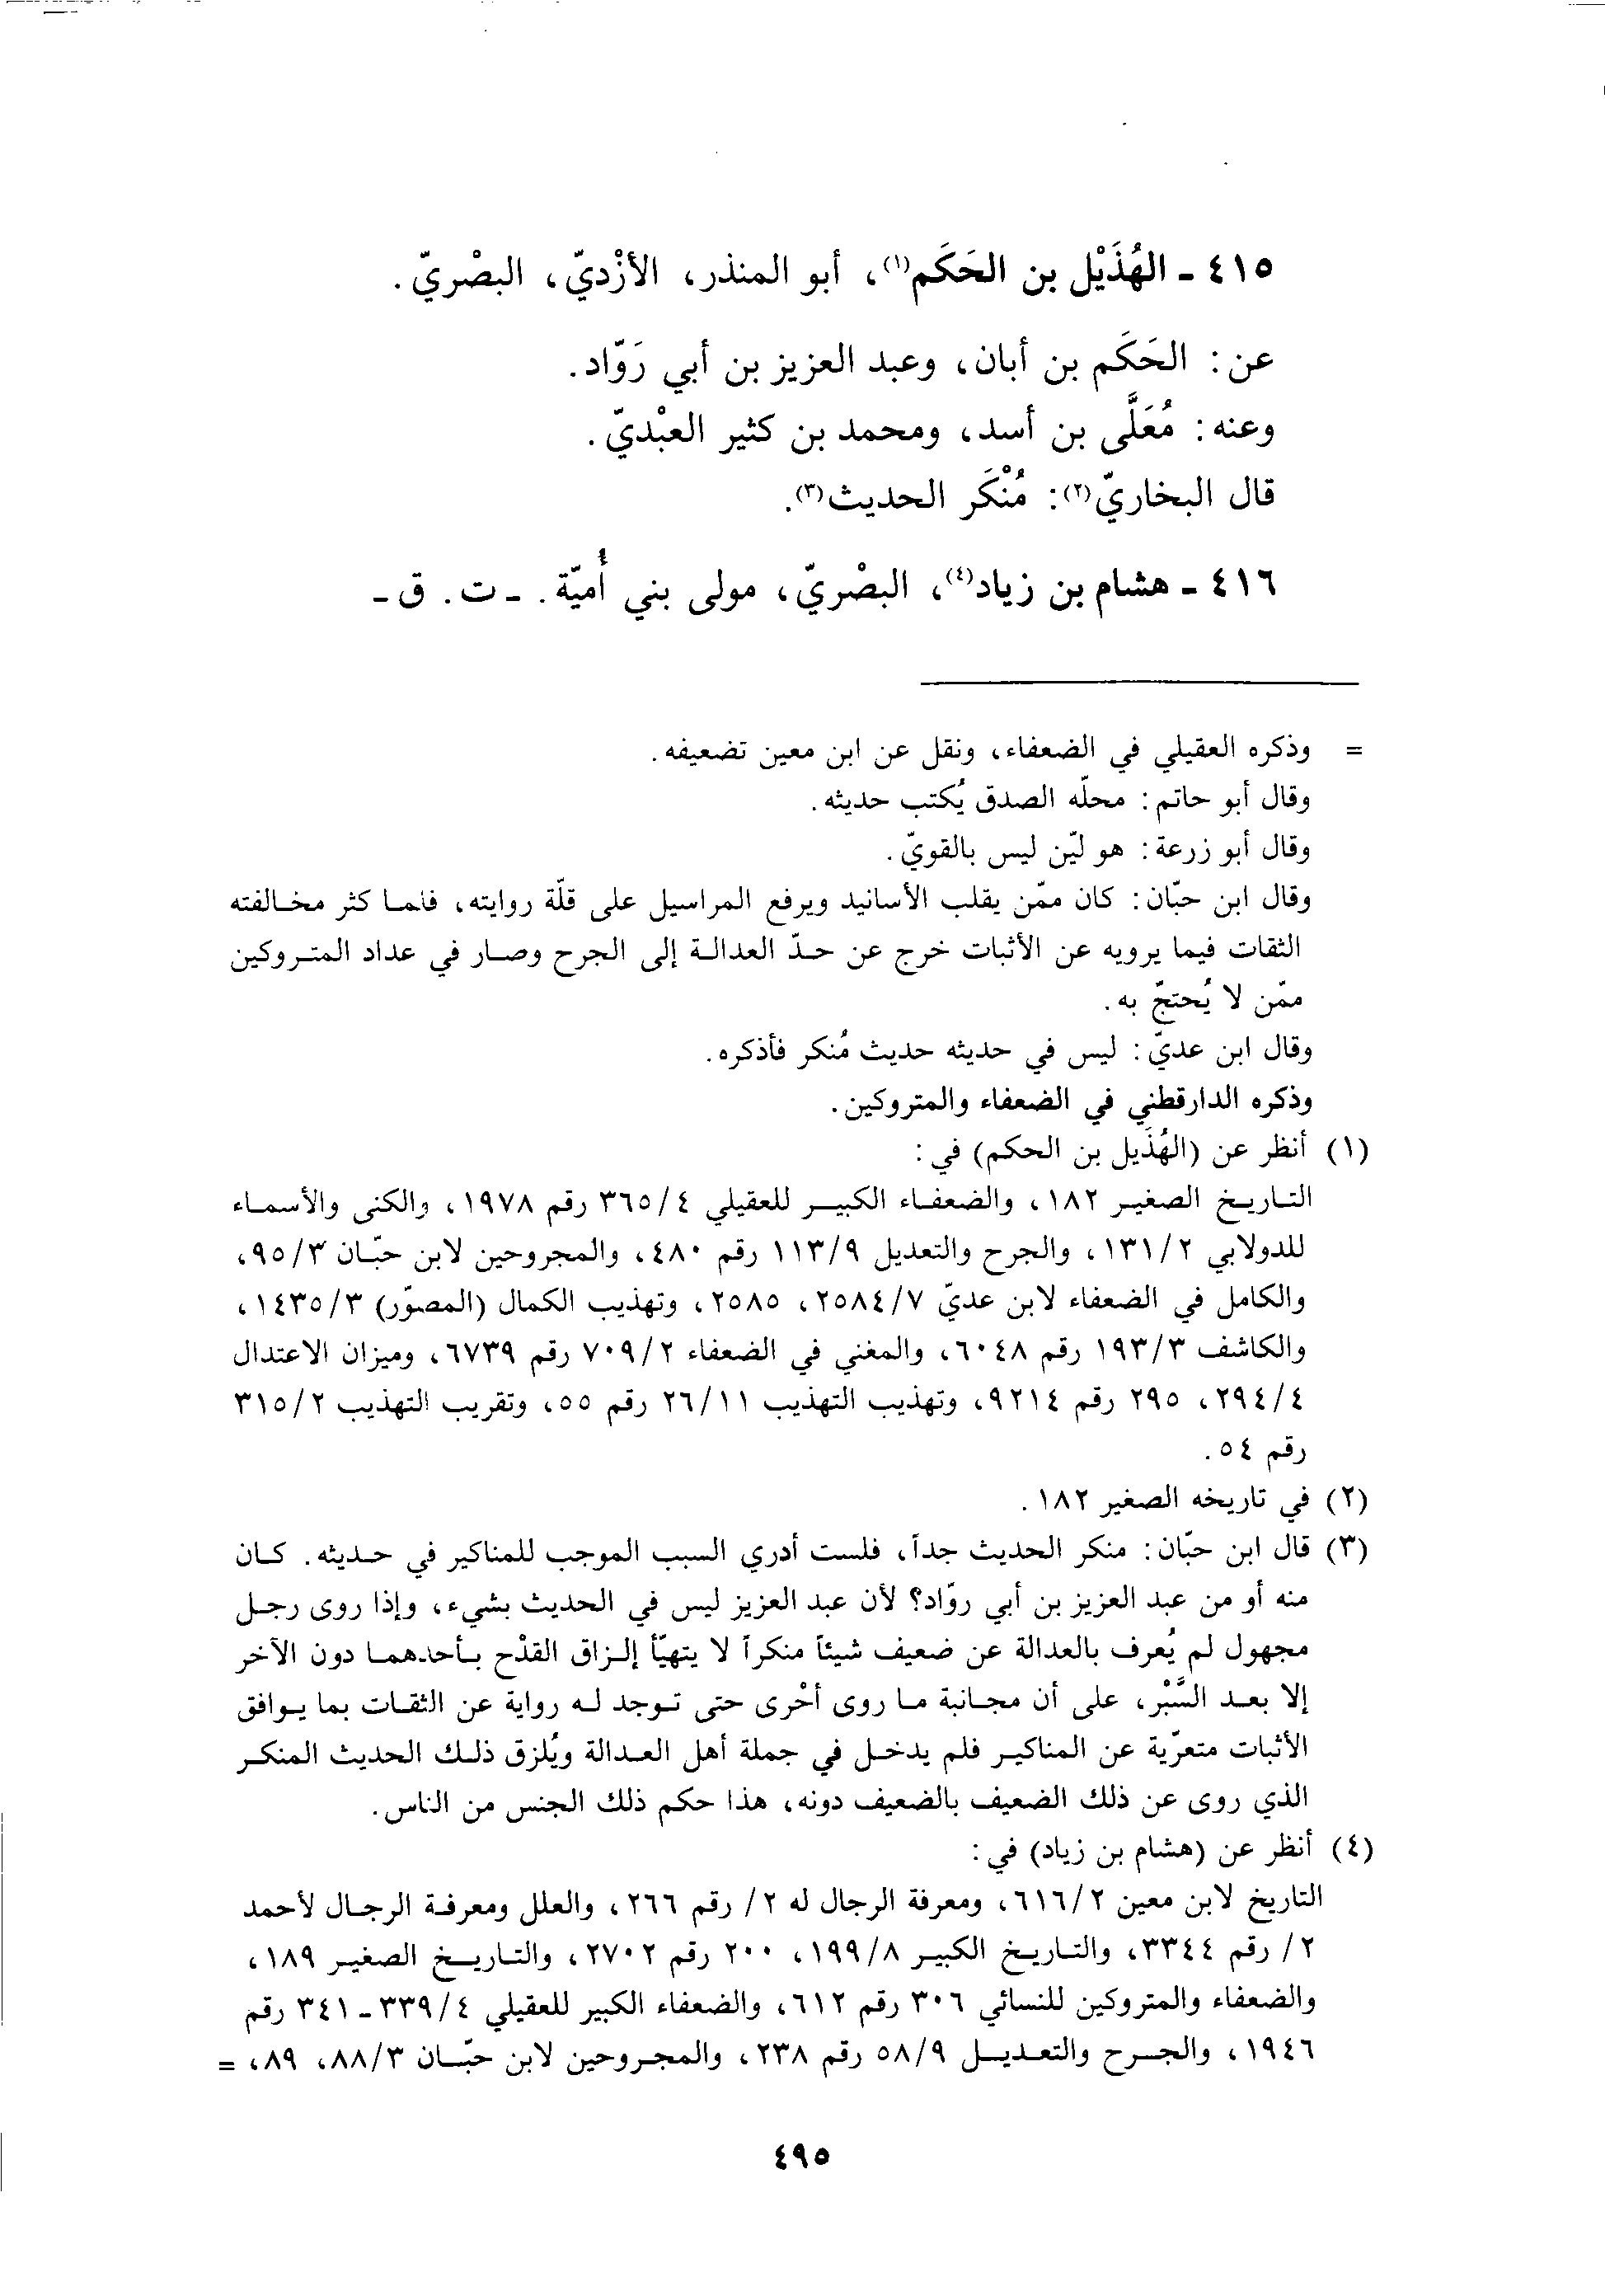 ٤١٥ - الهُذَيْل بن الحَكَم(١)، أبو المنذر، الأزْديّ، البصْريّ.
عن: الحَكَم بن أبان، وعبد العزيز بن أبي رَوّاد.
وعنه: مُعَلَّى بن أسد، ومحمد بن كثير العبْديّ.
قال البخاريّ(٢): مُنْكَر الحديث(٣).
٤١٦ - هشام بن زياد(٤)، البصْريّ، مولى بني أُميّة. - ت. ق -
= وذكره العقيلي في الضعفاء، ونقل عن ابن معين تضعيفه.
وقال أبو حاتم: محلّه الصدق يُكتب حديثه.
وقال أبو زرعة: هو ليّن ليس بالقويّ.
وقال ابن حبّان: كان ممّن يقلب الأسانيد ويرفع المراسيل على قلّة روايته، فلما كثر مخالفته
الثقات فيما يرويه عن الأثبات خرج عن حدّ العدالة إلى الجرح وصار في عداد المتروكين
ممّن لا يُحتجّ به.
وقال ابن عديّ: ليس في حديثه حديث مُنكر فأذكره.
وذكره الدارقطني في الضعفاء والمتروكين.
(١) أنظر عن (الهُذَيل بن الحكم) في:
التاريخ الصغير ١٨٢، والضعفاء الكبير للعقيلي ٣٦٥/٤ رقم ١٩٧٨، والكنى والأسماء
للدولابي ١٣١/٢، والجرح والتعديل ١١٣/٩ رقم ٤٨٠، والمجروحين لابن حبّان ٩٥/٣،
والكامل في الضعفاء لابن عديّ ٢٥٨٤/٧، ٢٥٨٥، وتهذيب الكمال (المصوّر) ١٤٣٥/٣،
والكاشف ١٩٣/٣ رقم ٦٠٤٨، والمغني في الضعفاء ٧٠٩/٢ رقم ٦٧٣٩، وميزان الاعتدال
٢٩٤/٤، ٢٩٥ رقم ٩٢١٤، وتهذيب التهذيب ٢٦/١١ رقم ٥٥، وتقريب التهذيب ٣١٥/٢
رقم ٥٤.
(٢) في تاريخه الصغير ١٨٢.
(٣) قال ابن حبّان: منكر الحديث جداً، فلست أدري السبب الموجب للمناكير في حديثه. كان
منه أو من عبد العزيز بن أبي روّاد؟ لأن عبد العزيز ليس في الحديث بشيء، وإذا روى رجل
مجهول لم يُعرف بالعدالة عن ضعيف شيئاً منكراً لا يتهيّأ إلزاق القدْح بأحدهما دون الآخر
إلا بعد السَّبْر، على أن مجانبة ما روى أحْرى حتى توجد له رواية عن الثقات بما يوافق
الأثبات متعرّية عن المناكير فلم يدخل في جملة أهل العدالة ويُلزق ذلك الحديث المنكر
الذي روى عن ذلك الضعيف بالضعيف دونه، هذا حكم ذلك الجنس من الناس.
(٤) أنظر عن (هشام بن زياد) في:
التاريخ لابن معين ٦١٦/٢، ومعرفة الرجال له ٢/ رقم ٢٦٦، والعلل ومعرفة الرجال لأحمد
٢/ رقم ٣٣٤٤، والتاريخ الكبير ١٩٩/٨، ٢٠٠ رقم ٢٧٠٢، والتاريخ الصغير ١٨٩،
والضعفاء والمتروكين للنسائي ٣٠٦ رقم ٦١٢، والضعفاء الكبير للعقيلي ٣٣٩/٤ - ٣٤١ رقم
١٩٤٦، والجرح والتعديل ٥٨/٩ رقم ٢٣٨، والمجروحين لابن حبّان ٨٨/٣، ٨٩، =
٤٩٥